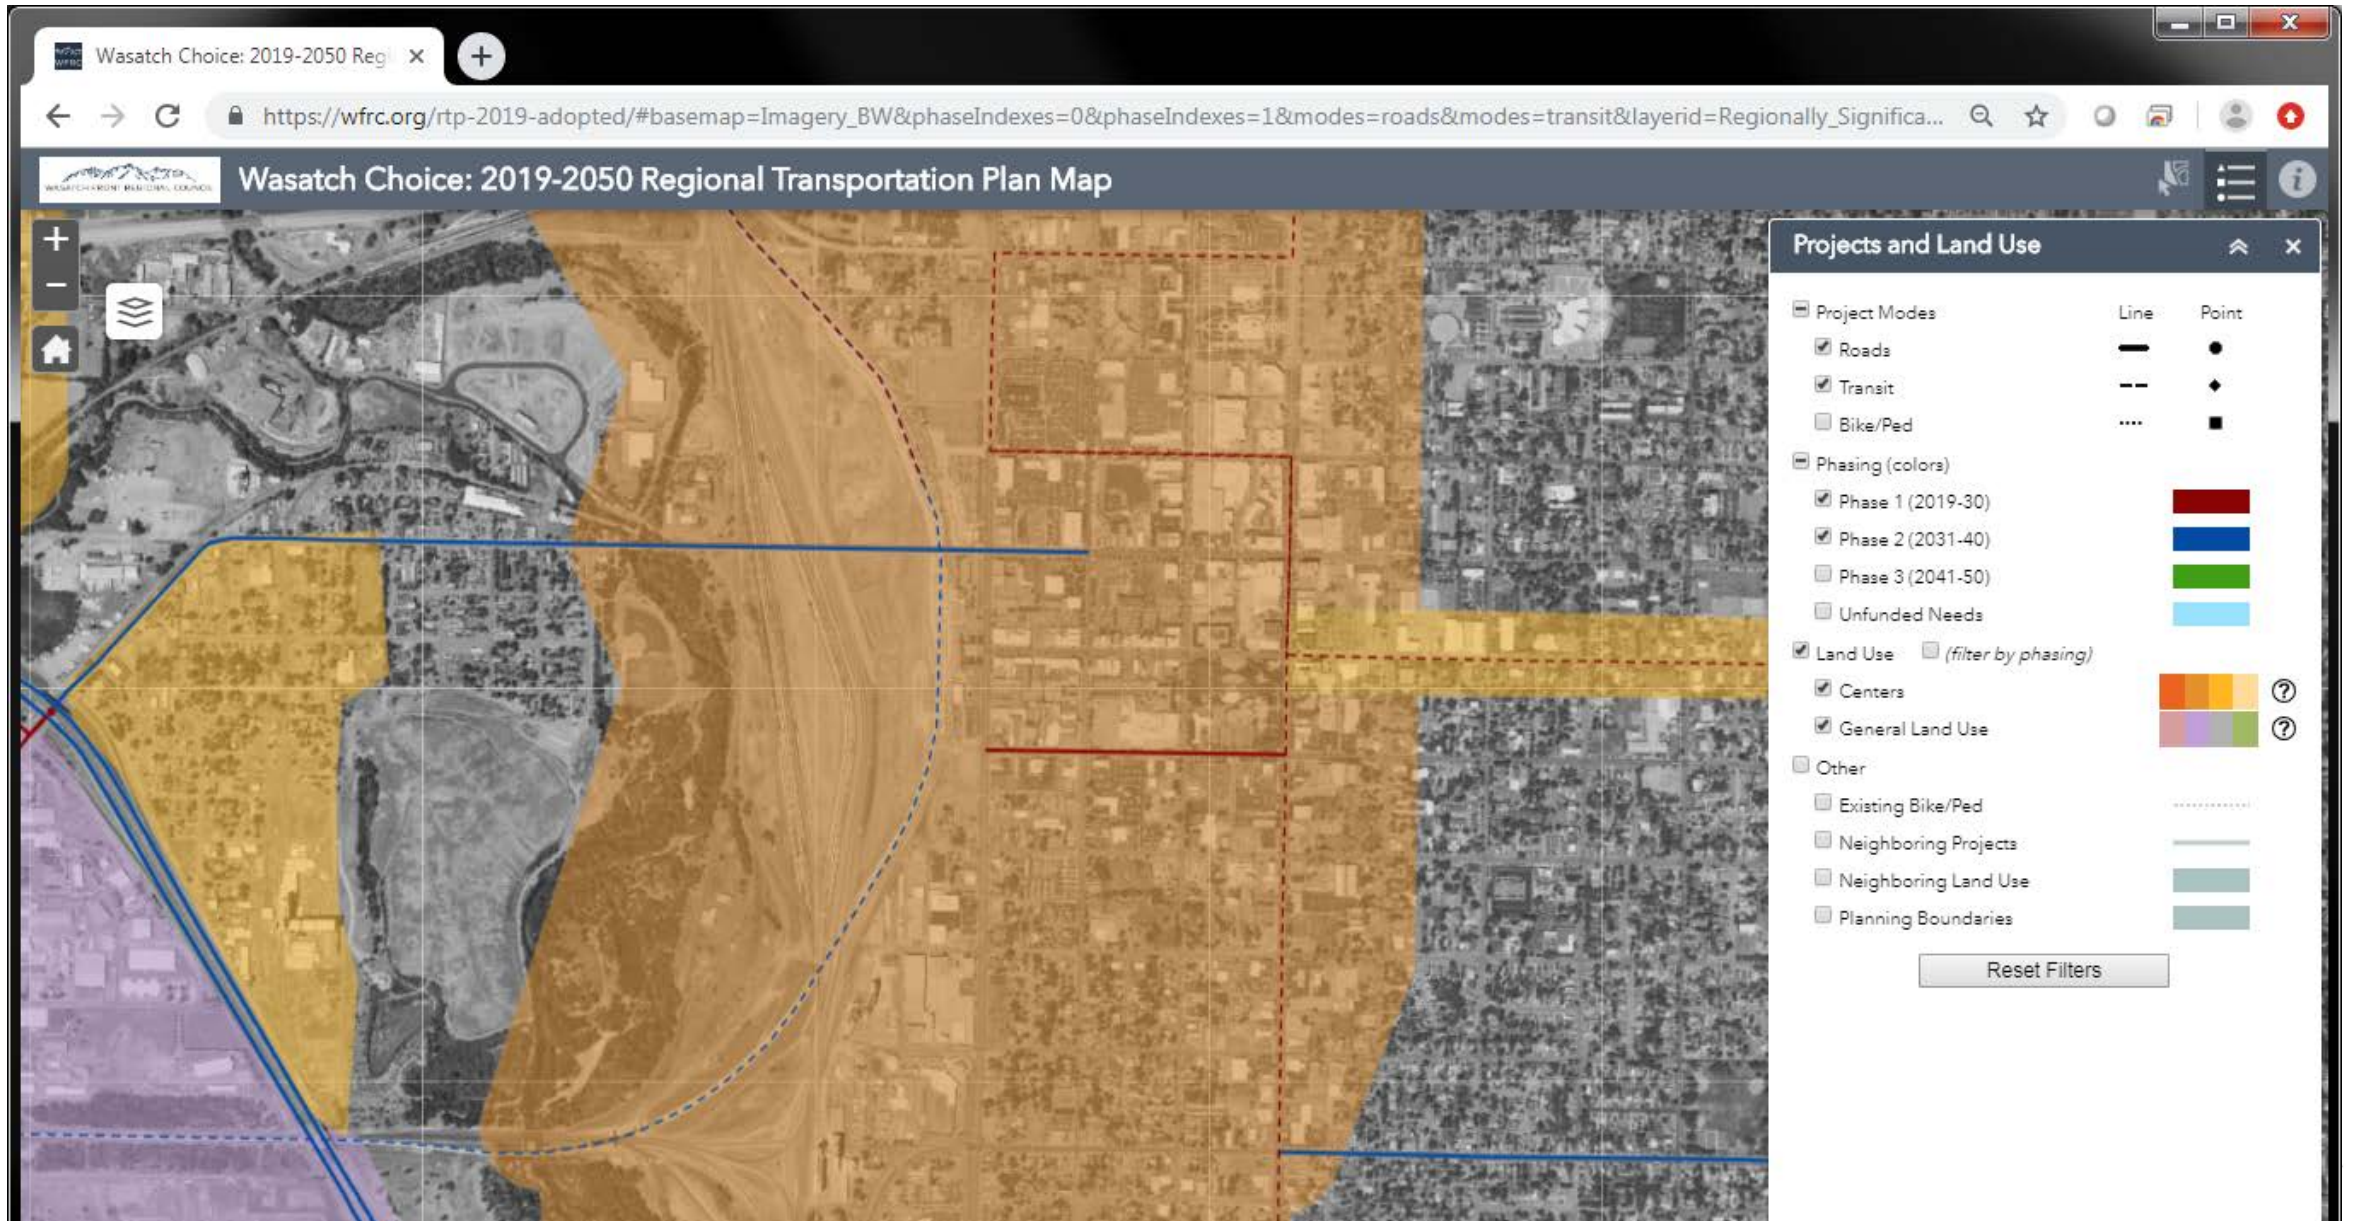 Wasatch Choice: 2019-2050 Reg
https://wfrc.org/rtp-2019-adopted/#basemap=Imagery_BW&phaseIndexes=0&phaseIndexes=1&modes=roads&modes=transit&layerid=Regionally_Significa...
WASATCH FRONT REGIONAL COUNCIL
Wasatch Choice: 2019-2050 Regional Transportation Plan Map
Projects and Land Use
Project Modes Line Point
Roads
Transit
Bike/Ped
Phasing (colors)
Phase 1 (2019-30)
Phase 2 (2031-40)
Phase 3 (2041-50)
Unfunded Needs
Land Use (filter by phasing)
Centers
General Land Use
Other
Existing Bike/Ped
Neighboring Projects
Neighboring Land Use
Planning Boundaries
Reset Filters